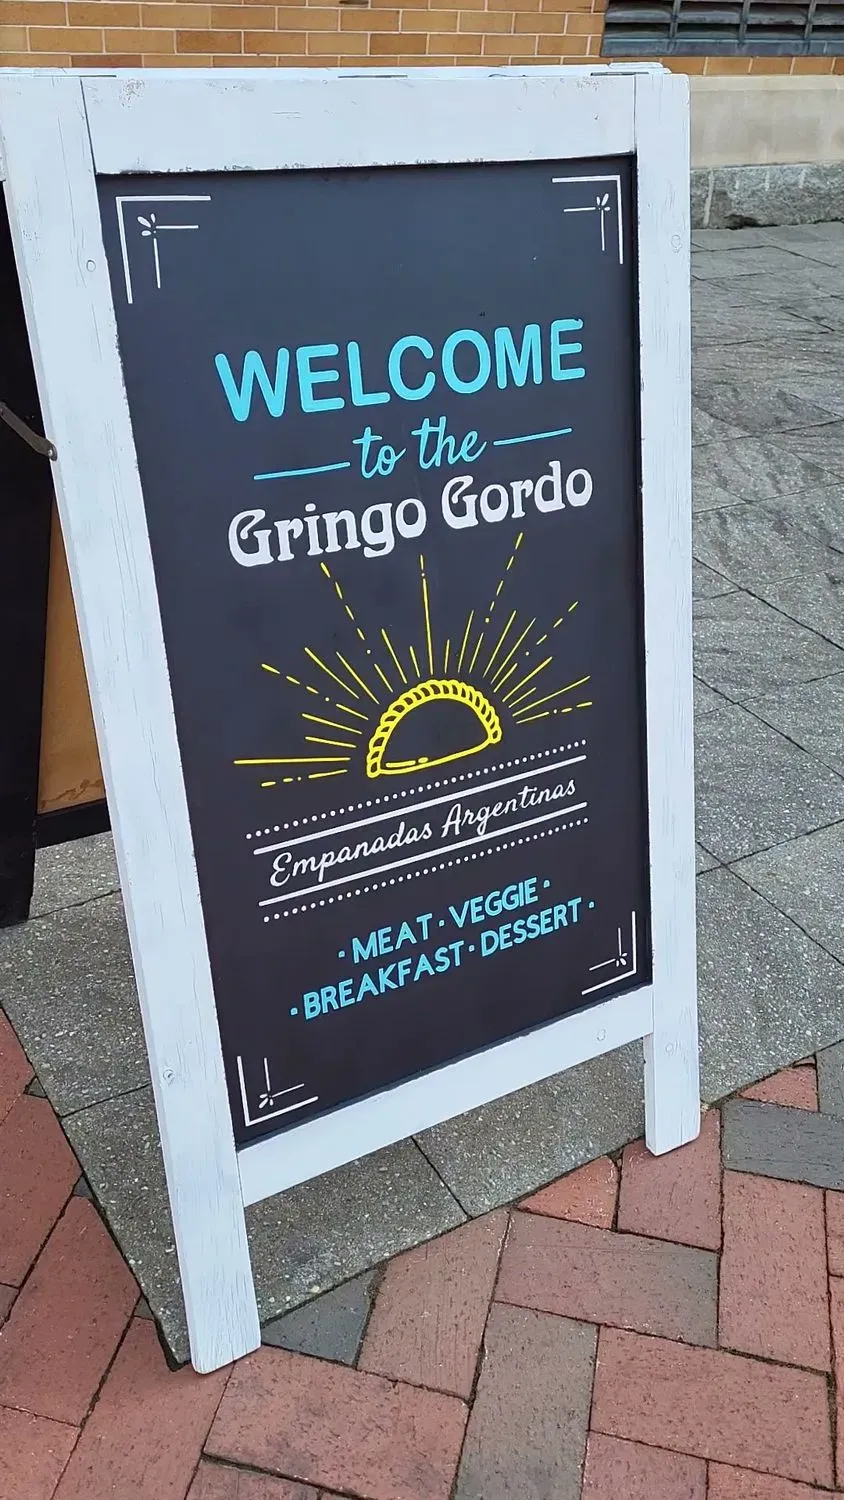 WELCOME
to the
Gringo Gordo
Empanadas Argentinas
· MEAT · VEGGIE ·
· BREAKFAST · DESSERT ·